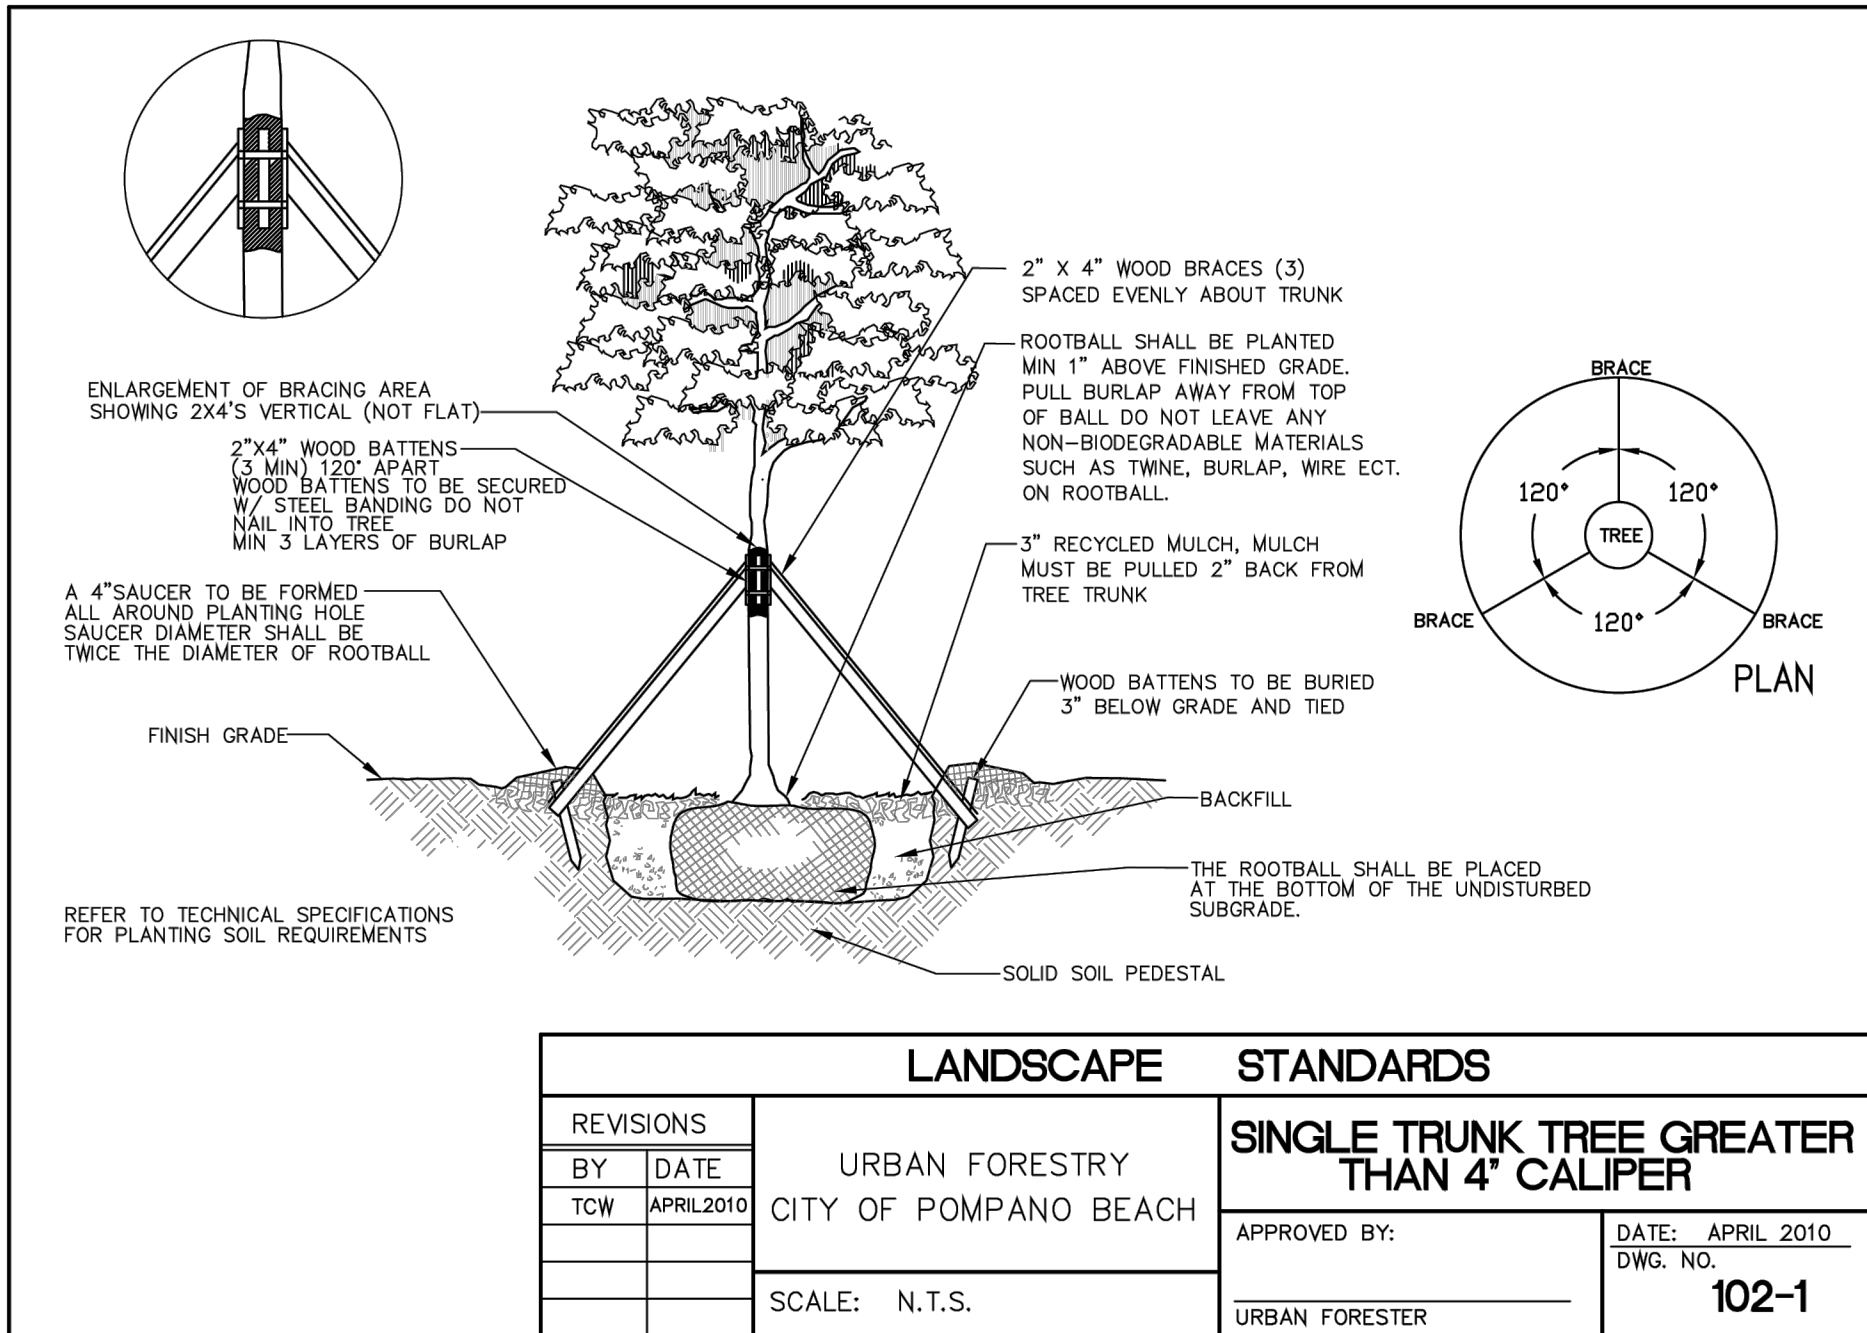 ENLARGEMENT OF BRACING AREA
SHOWING 2X4'S VERTICAL (NOT FLAT)
2"X4" WOOD BATTENS
(3 MIN) 120° APART
WOOD BATTENS TO BE SECURED
W/ STEEL BANDING DO NOT
NAIL INTO TREE
MIN 3 LAYERS OF BURLAP
A 4"SAUCER TO BE FORMED
ALL AROUND PLANTING HOLE
SAUCER DIAMETER SHALL BE
TWICE THE DIAMETER OF ROOTBALL
FINISH GRADE
REFER TO TECHNICAL SPECIFICATIONS
FOR PLANTING SOIL REQUIREMENTS
2" X 4" WOOD BRACES (3)
SPACED EVENLY ABOUT TRUNK
ROOTBALL SHALL BE PLANTED
MIN 1" ABOVE FINISHED GRADE.
PULL BURLAP AWAY FROM TOP
OF BALL DO NOT LEAVE ANY
NON-BIODEGRADABLE MATERIALS
SUCH AS TWINE, BURLAP, WIRE ECT.
ON ROOTBALL.
3" RECYCLED MULCH, MULCH
MUST BE PULLED 2" BACK FROM
TREE TRUNK
WOOD BATTENS TO BE BURIED
3" BELOW GRADE AND TIED
BACKFILL
THE ROOTBALL SHALL BE PLACED
AT THE BOTTOM OF THE UNDISTURBED
SUBGRADE.
SOLID SOIL PEDESTAL
BRACE
120° 120°
TREE
120°
BRACE BRACE
PLAN
LANDSCAPE STANDARDS
REVISIONS
BY DATE
TCW APRIL2010
URBAN FORESTRY
CITY OF POMPANO BEACH
SCALE: N.T.S.
SINGLE TRUNK TREE GREATER
THAN 4" CALIPER
APPROVED BY:
URBAN FORESTER
DATE: APRIL 2010
DWG. NO.
102-1